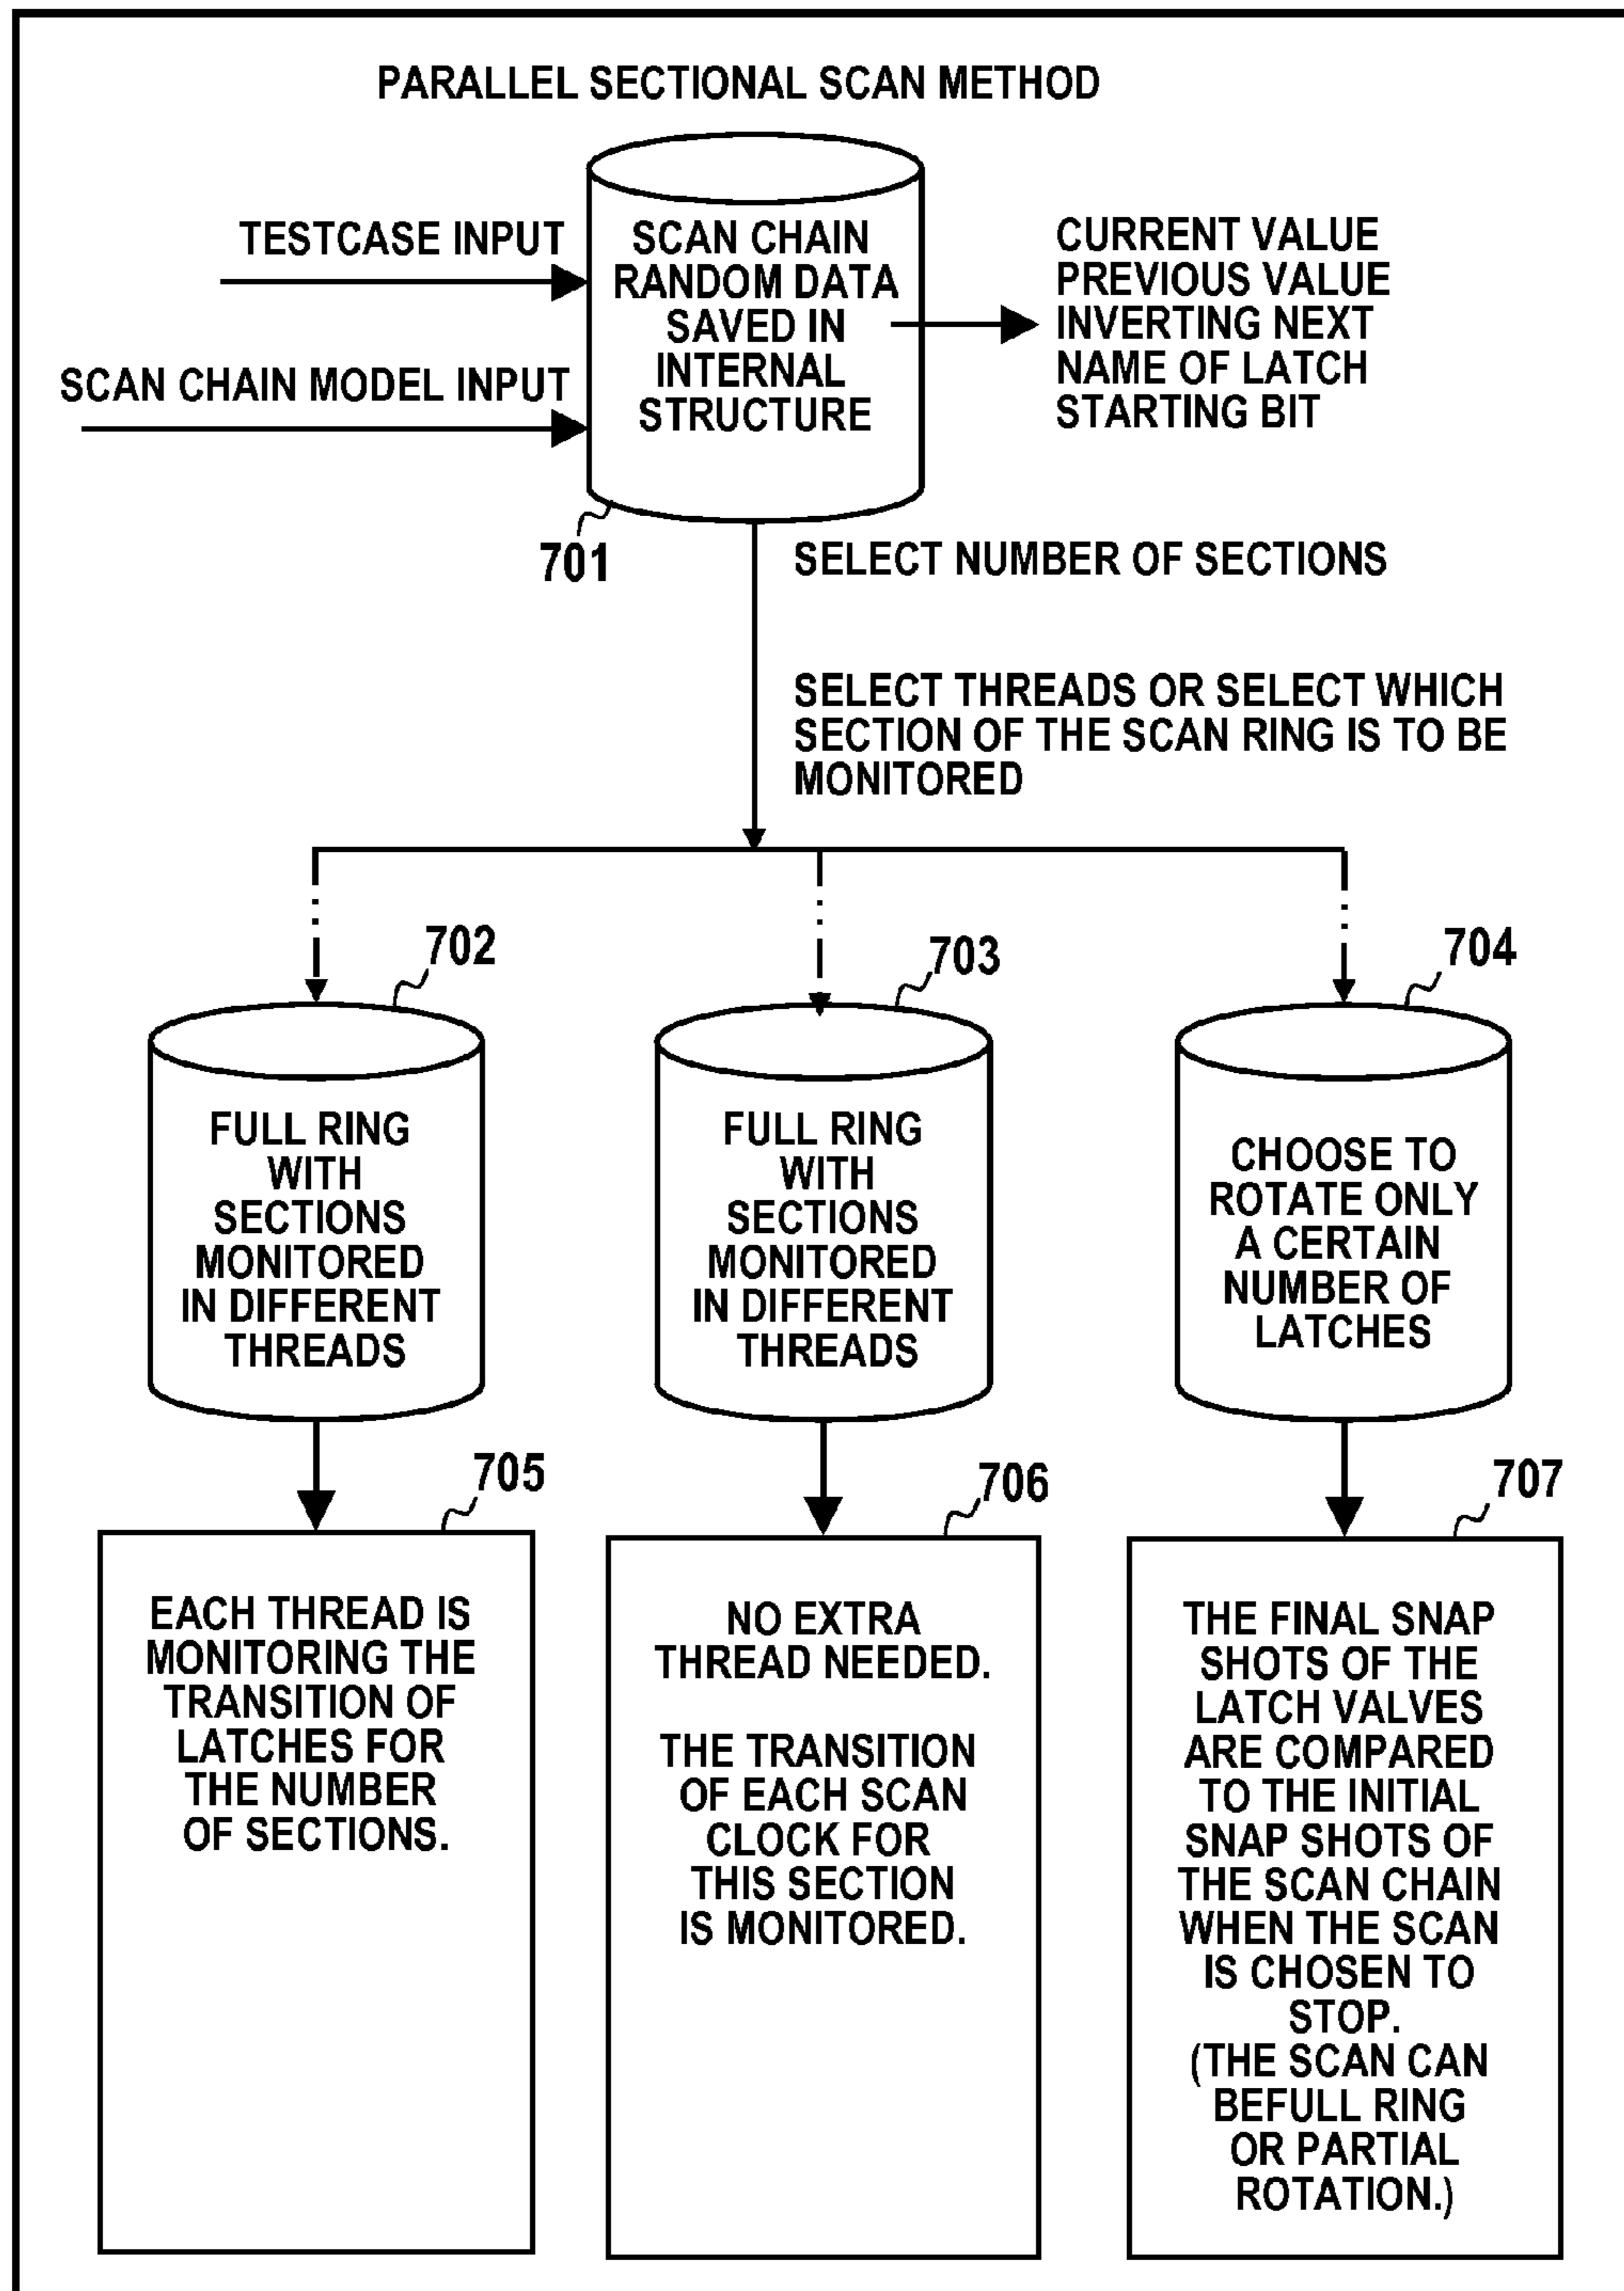 PARALLEL SECTIONAL SCAN METHOD
TESTCASE INPUT
SCAN CHAIN MODEL INPUT
SCAN CHAIN
RANDOM DATA
SAVED IN
INTERNAL
STRUCTURE
CURRENT VALUE
PREVIOUS VALUE
INVERTING NEXT
NAME OF LATCH
STARTING BIT
701
SELECT NUMBER OF SECTIONS
SELECT THREADS OR SELECT WHICH
SECTION OF THE SCAN RING IS TO BE
MONITORED
702
FULL RING
WITH
SECTIONS
MONITORED
IN DIFFERENT
THREADS
703
FULL RING
WITH
SECTIONS
MONITORED
IN DIFFERENT
THREADS
704
CHOOSE TO
ROTATE ONLY
A CERTAIN
NUMBER OF
LATCHES
705
EACH THREAD IS
MONITORING THE
TRANSITION OF
LATCHES FOR
THE NUMBER
OF SECTIONS.
706
NO EXTRA
THREAD NEEDED.
THE TRANSITION
OF EACH SCAN
CLOCK FOR
THIS SECTION
IS MONITORED.
707
THE FINAL SNAP
SHOTS OF THE
LATCH VALVES
ARE COMPARED
TO THE INITIAL
SNAP SHOTS OF
THE SCAN CHAIN
WHEN THE SCAN
IS CHOSEN TO
STOP.
(THE SCAN CAN
BEFULL RING
OR PARTIAL
ROTATION.)